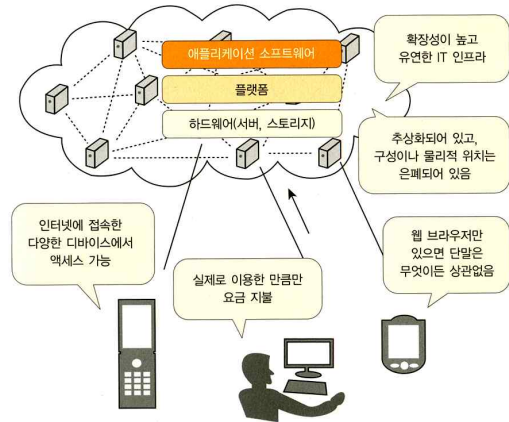 애플리케이션 소프트웨어
플랫폼
하드웨어(서버, 스토리지)
확장성이 높고
유연한 IT 인프라
추상화되어 있고,
구성이나 물리적 위치는
은폐되어 있음
인터넷에 접속한
다양한 디바이스에서
액세스 가능
실제로 이용한 만큼만
요금 지불
웹 브라우저만
있으면 단말은
무엇이든 상관없음